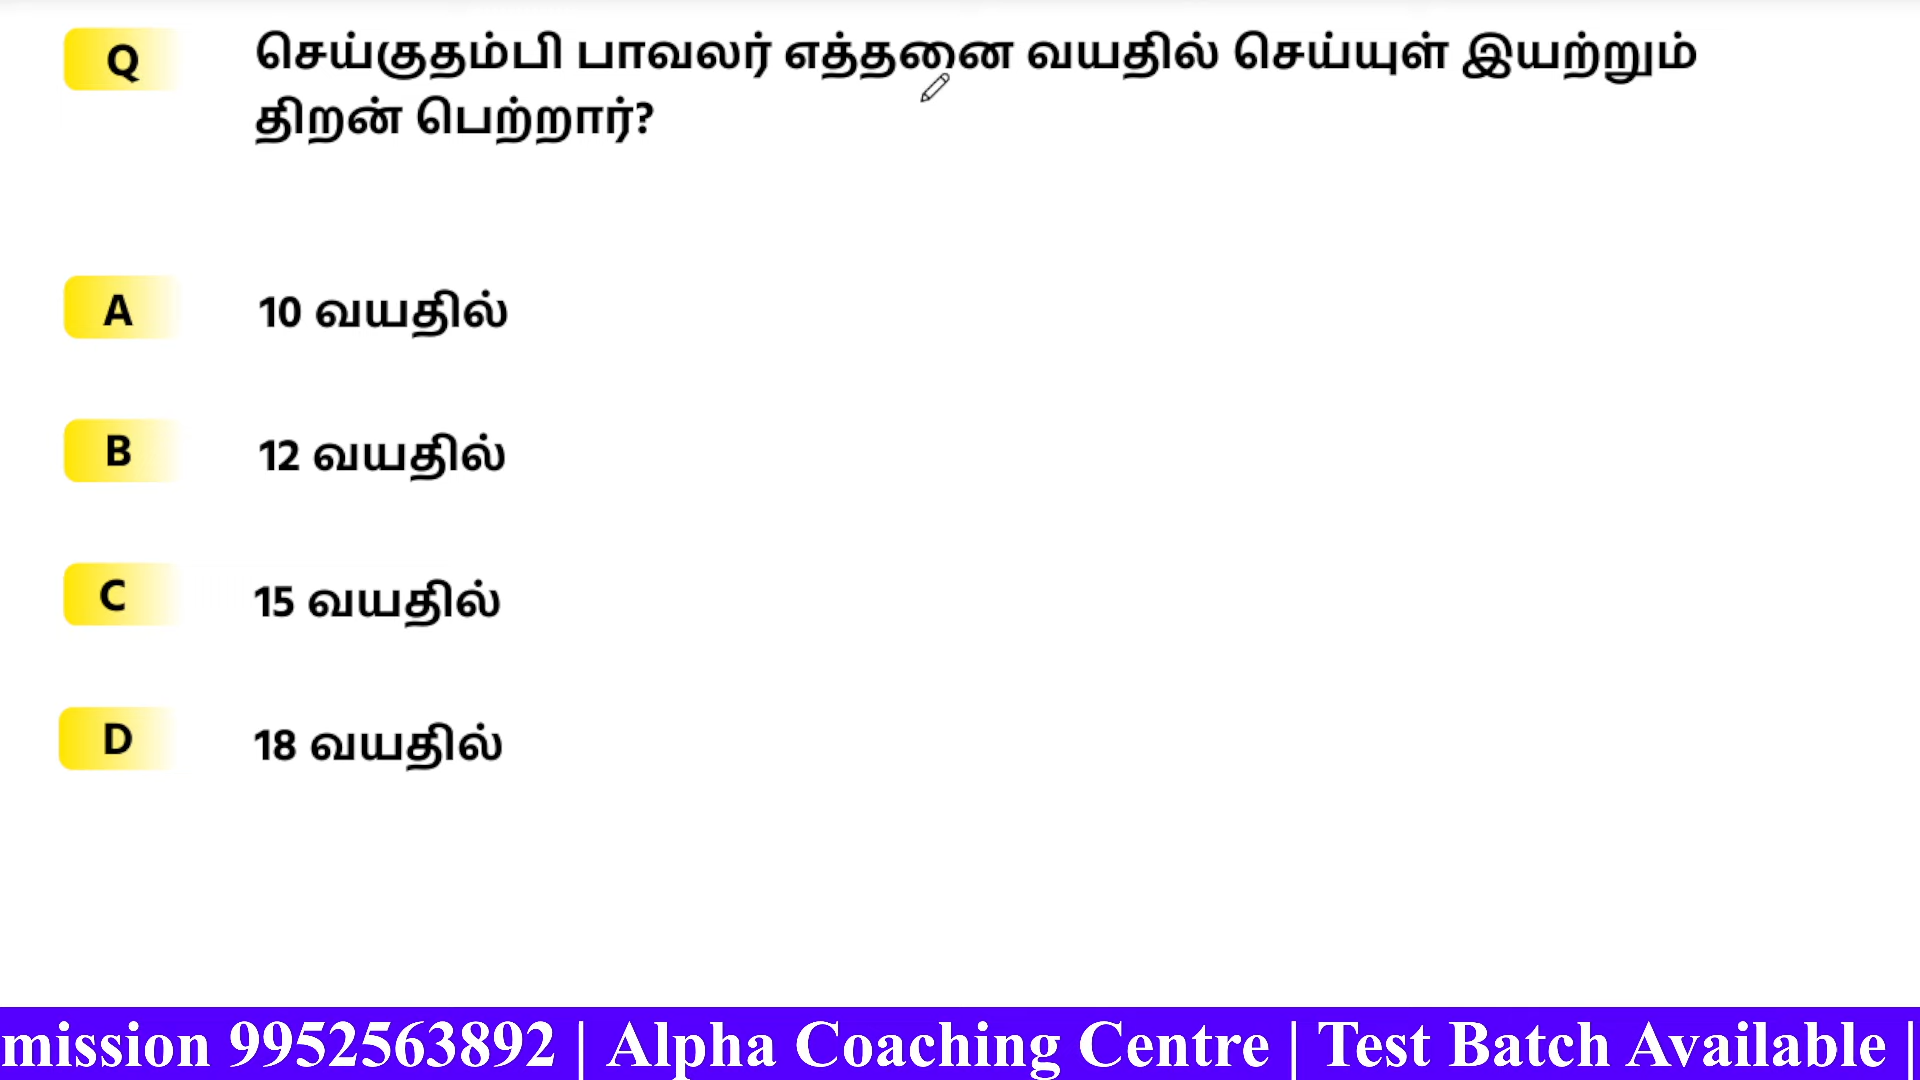 Q செய்குதம்பி பாவலர் எத்தனை வயதில் செய்யுள் இயற்றும்
திறன் பெற்றார்?
A 10 வயதில்
B 12 வயதில்
C 15 வயதில்
D 18 வயதில்
mission 9952563892 | Alpha Coaching Centre | Test Batch Available |